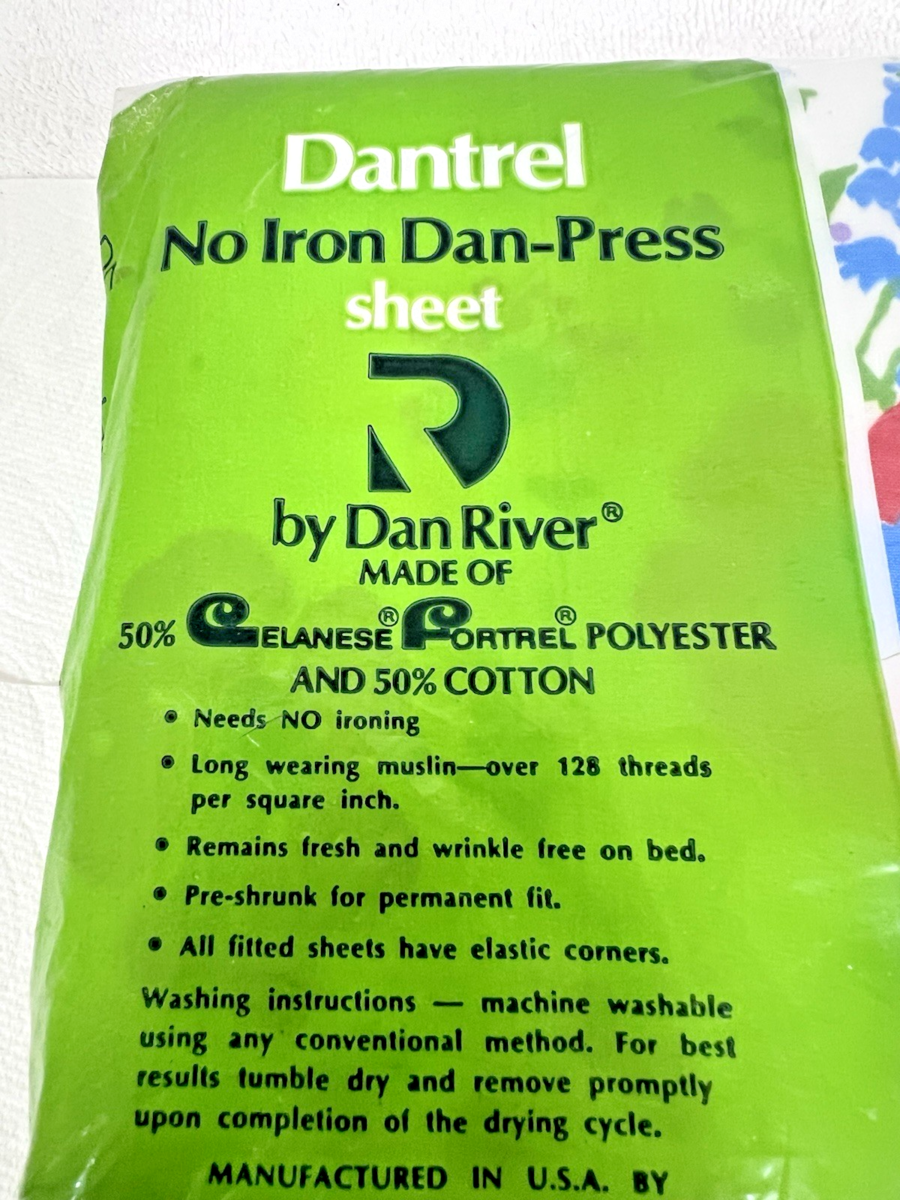 Dantrel
No Iron Dan-Press
sheet
by Dan River®
MADE OF
50% CELANESE® FORTREL® POLYESTER
AND 50% COTTON
• Needs NO ironing
• Long wearing muslin—over 128 threads
per square inch.
• Remains fresh and wrinkle free on bed.
• Pre-shrunk for permanent fit.
• All fitted sheets have elastic corners.
Washing instructions — machine washable
using any conventional method. For best
results tumble dry and remove promptly
upon completion of the drying cycle.
MANUFACTURED IN U.S.A. BY